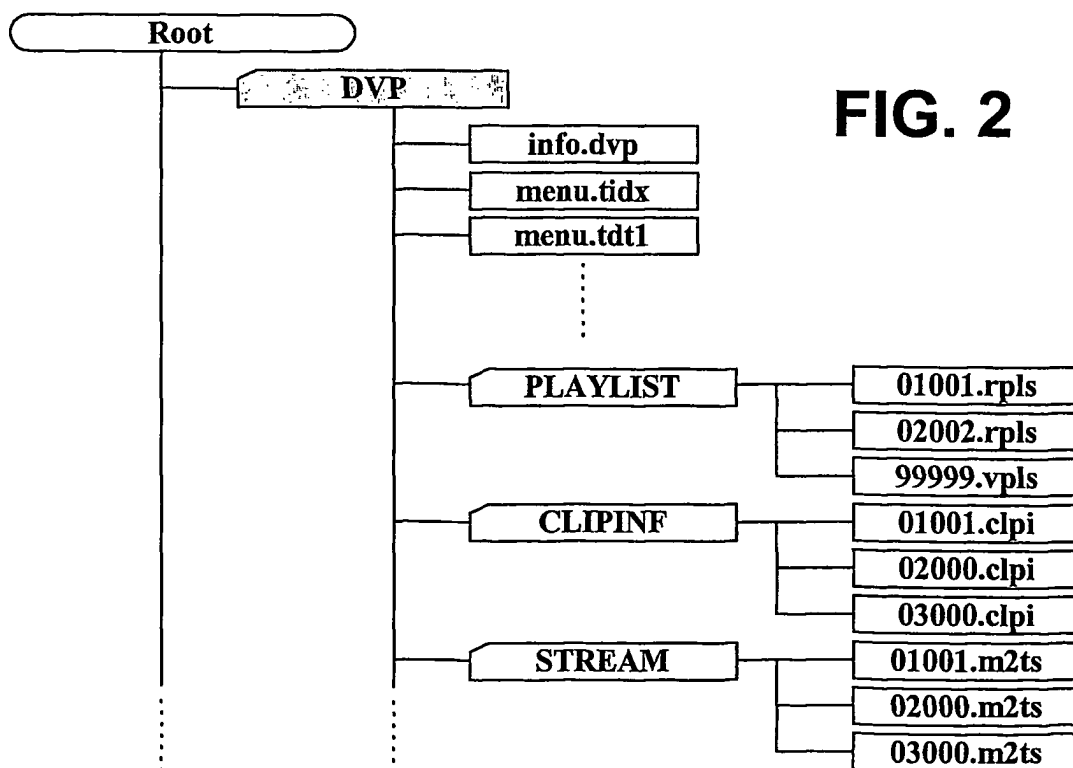 Root
DVP
FIG. 2
info.dvp
menu.tidx
menu.tdt1
PLAYLIST
01001.rpls
02002.rpls
99999.vpls
CLIPINF
01001.clpi
02000.clpi
03000.clpi
STREAM
01001.m2ts
02000.m2ts
03000.m2ts